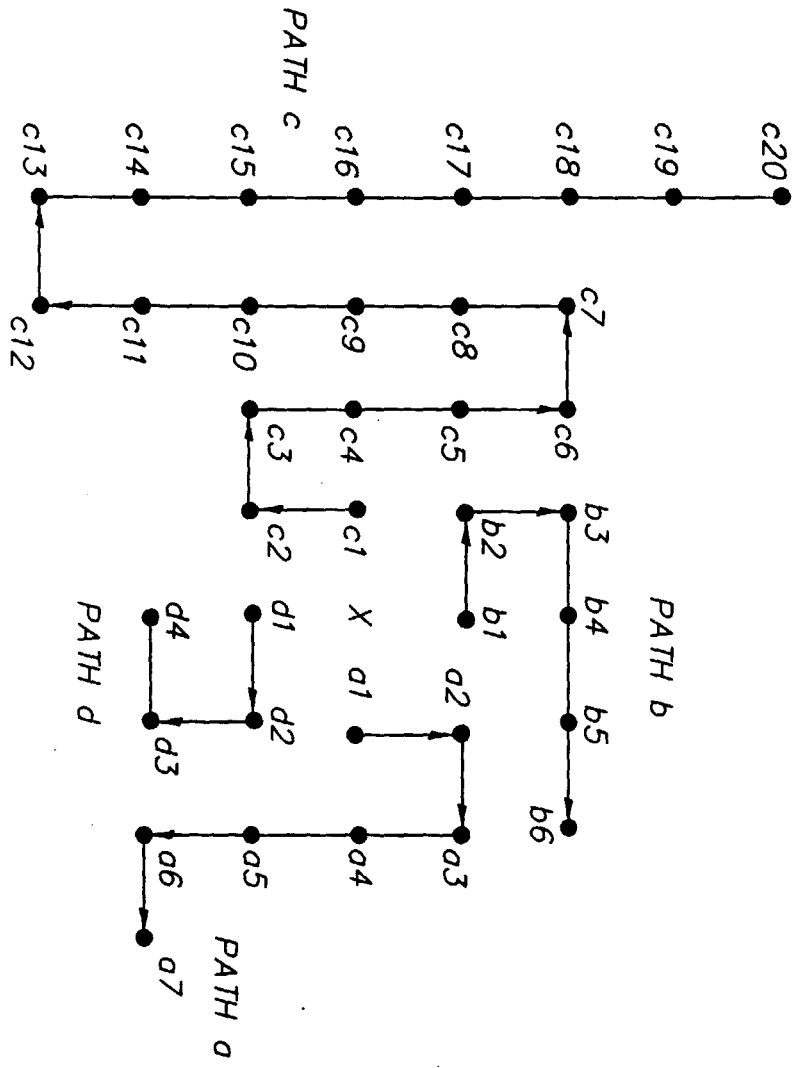 c20
c19
PATH b
c7 b3 b4 b5
c18 c6 b6
b2 b1
c17 c8 c5 a2 a3
c16 c9 c4 c1 X a1 a4
PATH c
c15 c10 c3 c2 d1 d2 a5
PATH a
c14 c11 d4 d3 a6 a7
PATH d
c13 c12